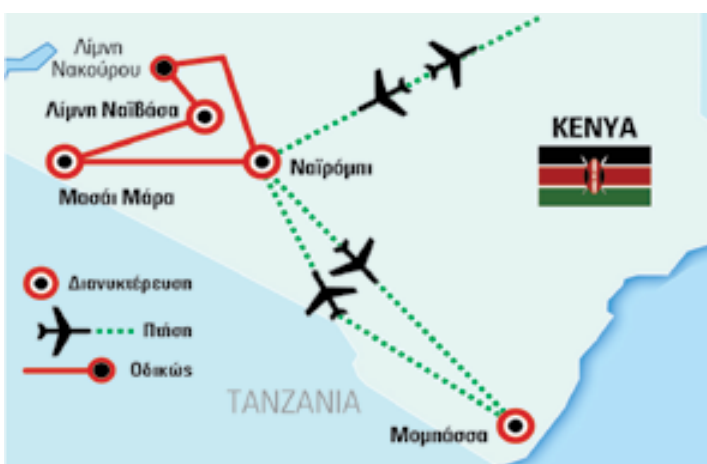 Λίμνη
Νακούρου
Λίμνη Ναϊβάσα
Μασάι Μάρα
Ναϊρόμπι
KENYA
Διανυκτέρευση
Πτήση
Οδικώς
TANZANIA
Μομπάσσα